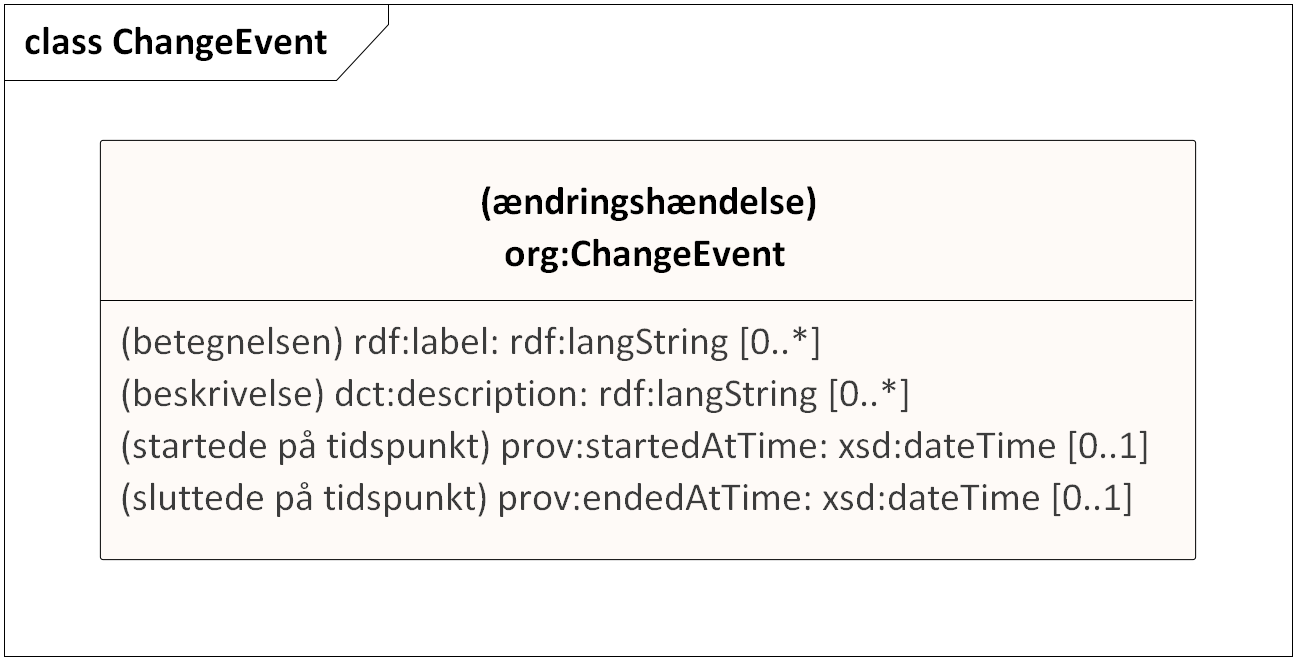 class ChangeEvent
(ændringshændelse)
org:ChangeEvent
(betegnelsen) rdf:label: rdf:langString [0..*]
(beskrivelse) dct:description: rdf:langString [0..*]
(startede på tidspunkt) prov:startedAtTime: xsd:dateTime [0..1]
(sluttede på tidspunkt) prov:endedAtTime: xsd:dateTime [0..1]